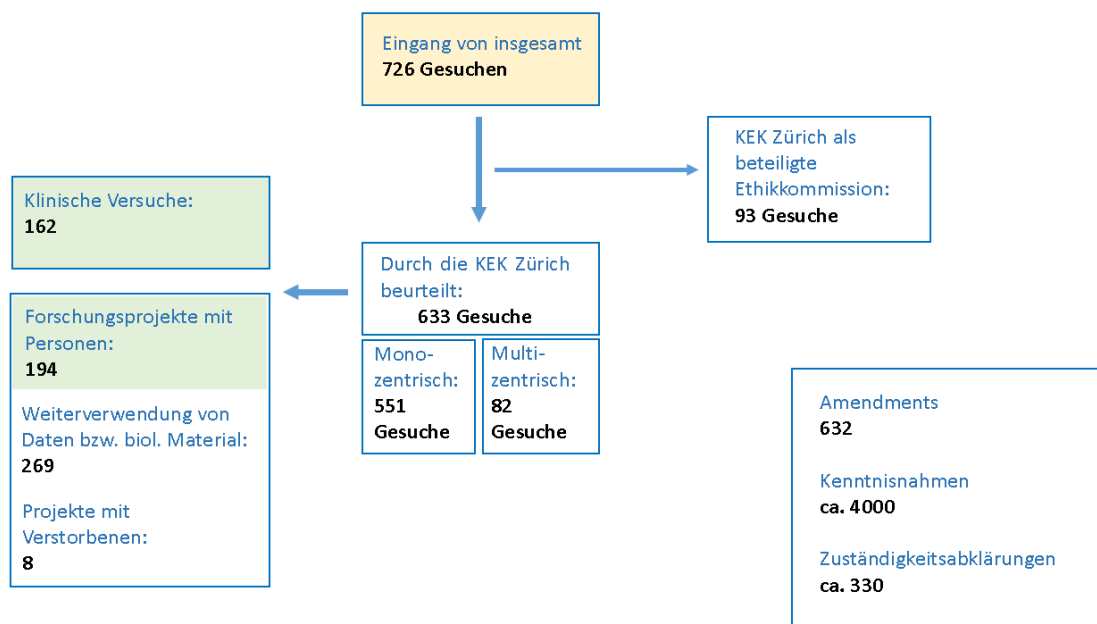 Eingang von insgesamt
726 Gesuchen
KEK Zürich als
beteiligte
Ethikkommission:
93 Gesuche
Klinische Versuche:
162
Durch die KEK Zürich
beurteilt:
633 Gesuche
Mono-
zentrisch:
551
Gesuche
Multi-
zentrisch:
82
Gesuche
Forschungsprojekte mit
Personen:
194
Weiterverwendung von
Daten bzw. biol. Material:
269
Projekte mit
Verstorbenen:
8
Amendments
632
Kenntnisnahmen
ca. 4000
Zuständigkeitsabklärungen
ca. 330